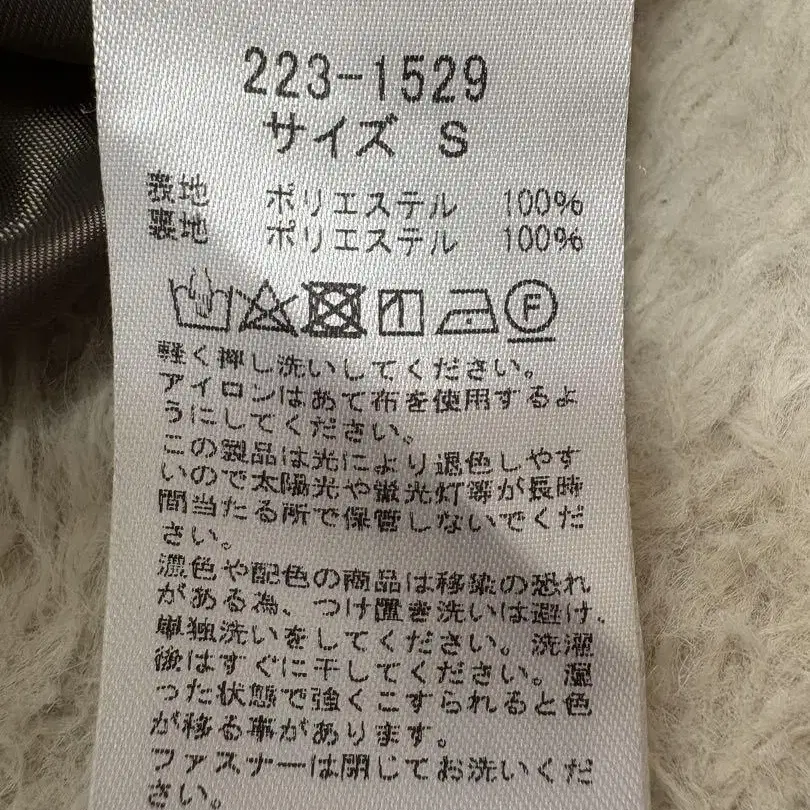 223-1529
サイズ S
表地 ポリエステル 100%
裏地 ポリエステル 100%
F
軽く押し洗いしてください。
アイロンはあて布を使用するよ
うにしてください。
この製品は光により退色しやす
いので太陽光や蛍光灯等が長時
間当たる所で保管しないでくだ
さい。
濃色や配色の商品は移染の恐れ
がある為、つけ置き洗いは避け、
単独洗いをしてください。洗濯
後はすぐに干してください。湿
った状態で強くこすられると色
が移る事があります。
ファスナーは閉じてお洗いくだ
さい。